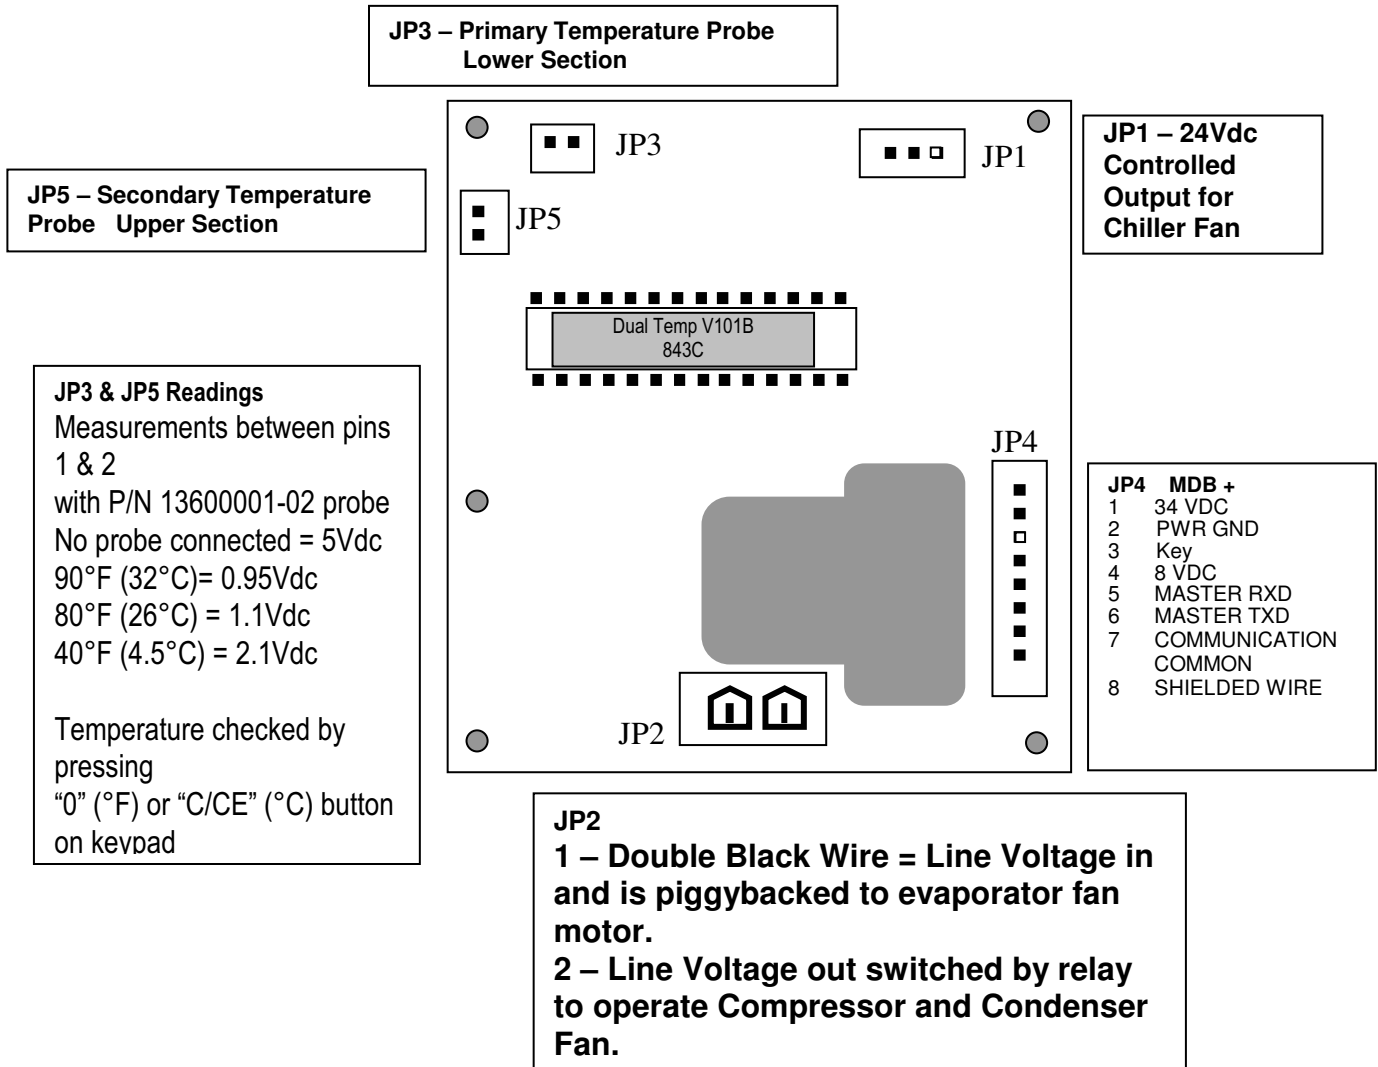 JP3 – Primary Temperature Probe
Lower Section
JP3
JP1
JP1 – 24Vdc
Controlled
Output for
Chiller Fan
JP5 – Secondary Temperature
Probe   Upper Section
JP5
Dual Temp V101B
843C
JP3 & JP5 Readings
Measurements between pins
1 & 2
with P/N 13600001-02 probe
No probe connected = 5Vdc
90°F (32°C)= 0.95Vdc
80°F (26°C) = 1.1Vdc
40°F (4.5°C) = 2.1Vdc
Temperature checked by
pressing
“0” (°F) or “C/CE” (°C) button
on keypad
JP4
JP4 MDB +
1 34 VDC
2 PWR GND
3 Key
4 8 VDC
5 MASTER RXD
6 MASTER TXD
7 COMMUNICATION
COMMON
8 SHIELDED WIRE
JP2
JP2
1 – Double Black Wire = Line Voltage in
and is piggybacked to evaporator fan
motor.
2 – Line Voltage out switched by relay
to operate Compressor and Condenser
Fan.